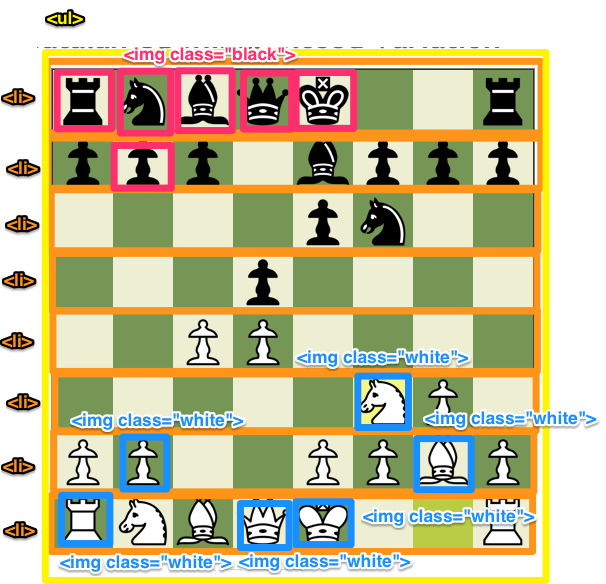 <ul>
<img class="black">
<li>
<li>
<li>
<li>
<li>
<img class="white">
<li>
<img class="white"> <img class="white">
<li>
<img class="white">
<li>
<img class="white"> <img class="white">